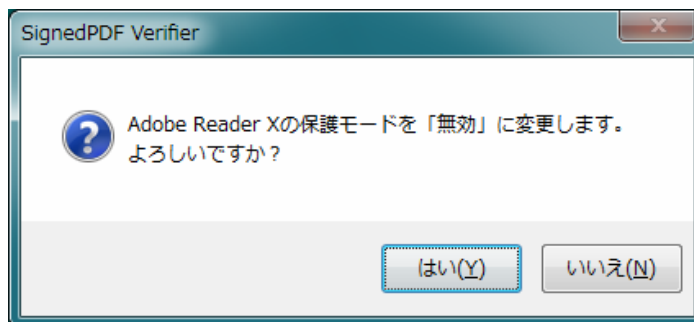 SignedPDF Verifier
Adobe Reader Xの保護モードを「無効」に変更します。
よろしいですか？
はい(Y)
いいえ(N)